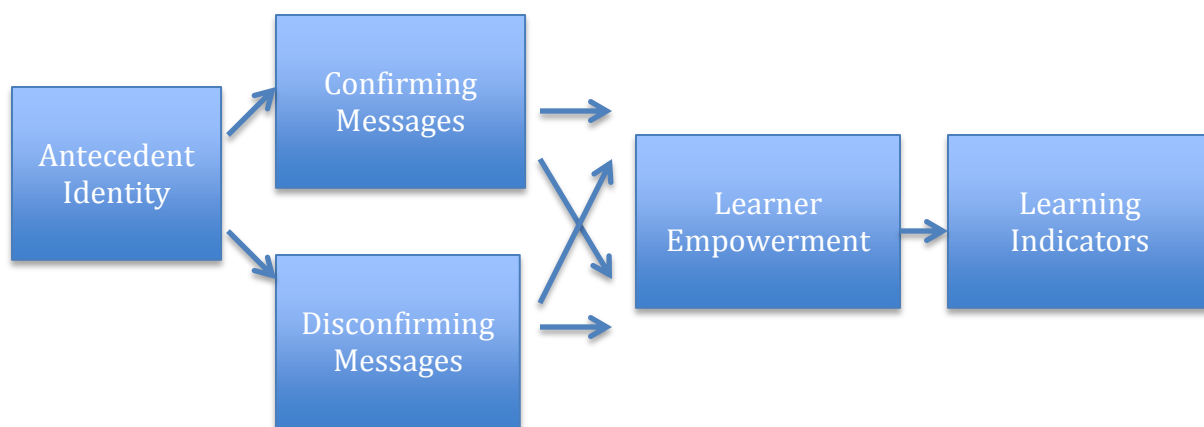 Antecedent
Identity
Confirming
Messages
Disconfirming
Messages
Learner
Empowerment
Learning
Indicators